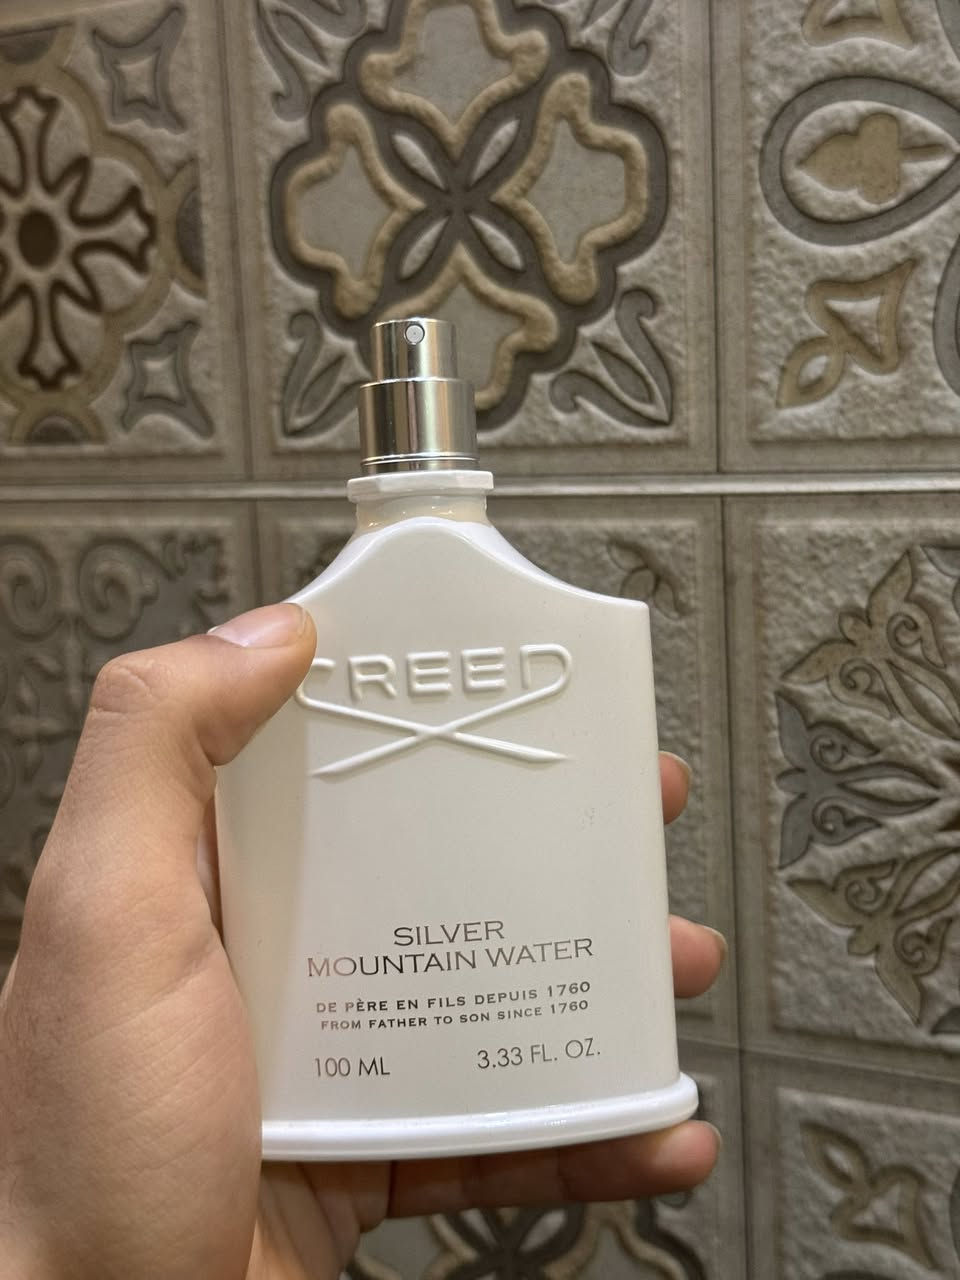 CREED
SILVER
MOUNTAIN WATER
DE PÈRE EN FILS DEPUIS 1760
FROM FATHER TO SON SINCE 1760
100 ML 3.33 FL. OZ.